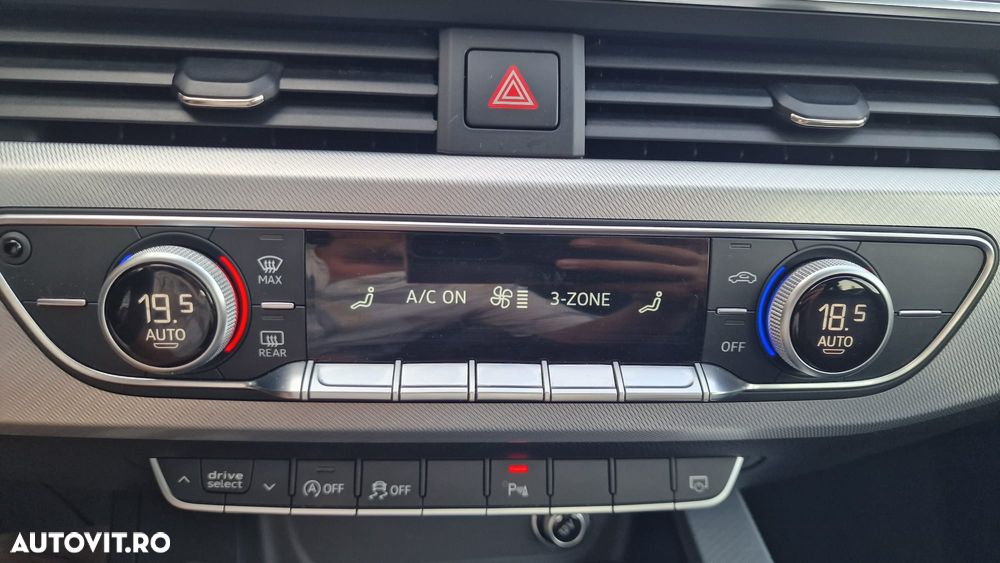 MAX
19.5
AUTO
REAR
A/C ON
3-ZONE
18.5
AUTO
OFF
drive
select
A OFF
OFF
P
AUTOVIT.RO